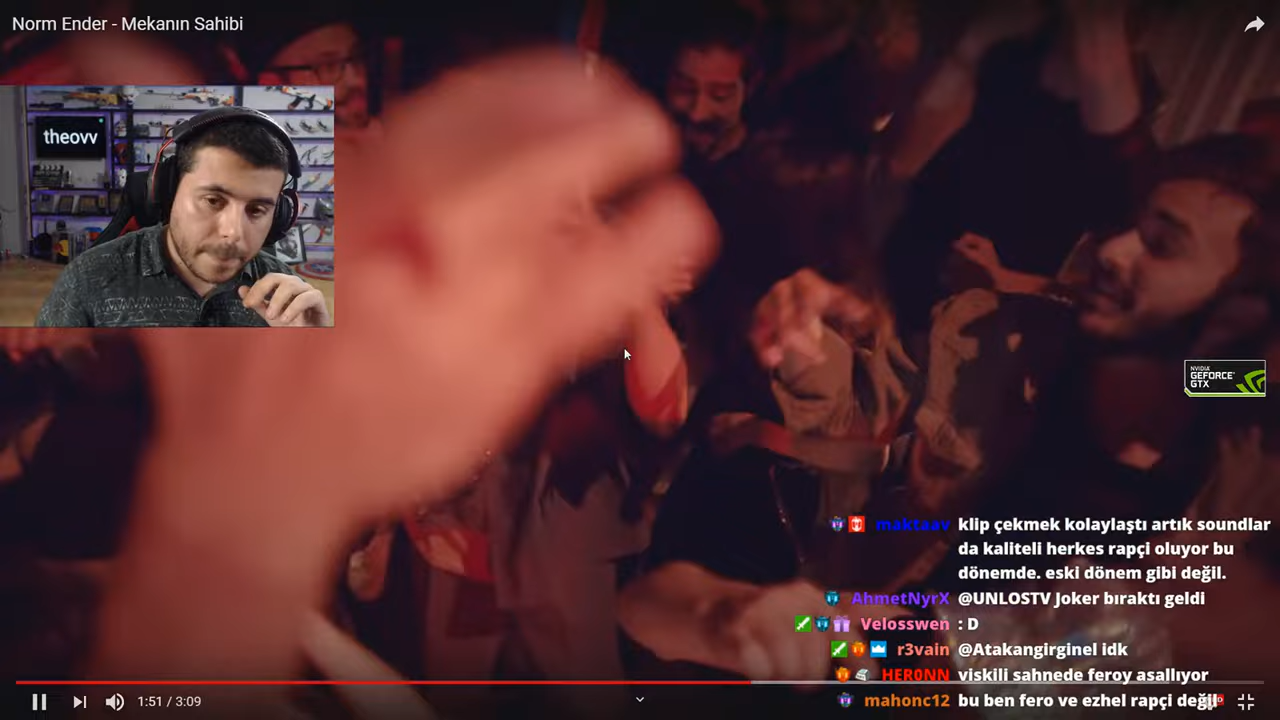 Norm Ender - Mekanın Sahibi
theovv
NVIDIA
GEFORCE
GTX
maktaav klip çekmek kolaylaştı artık soundlar
da kaliteli herkes rapçi oluyor bu
dönemde. eski dönem gibi değil.
AhmetNyrX @UNLOSTV Joker bıraktı geldi
Velosswen : D
r3vain @Atakangirginel idk
HER0NN viskili sahnede feroy asallıyor
mahonc12 bu ben fero ve ezhel rapçi değil
1:51 / 3:09